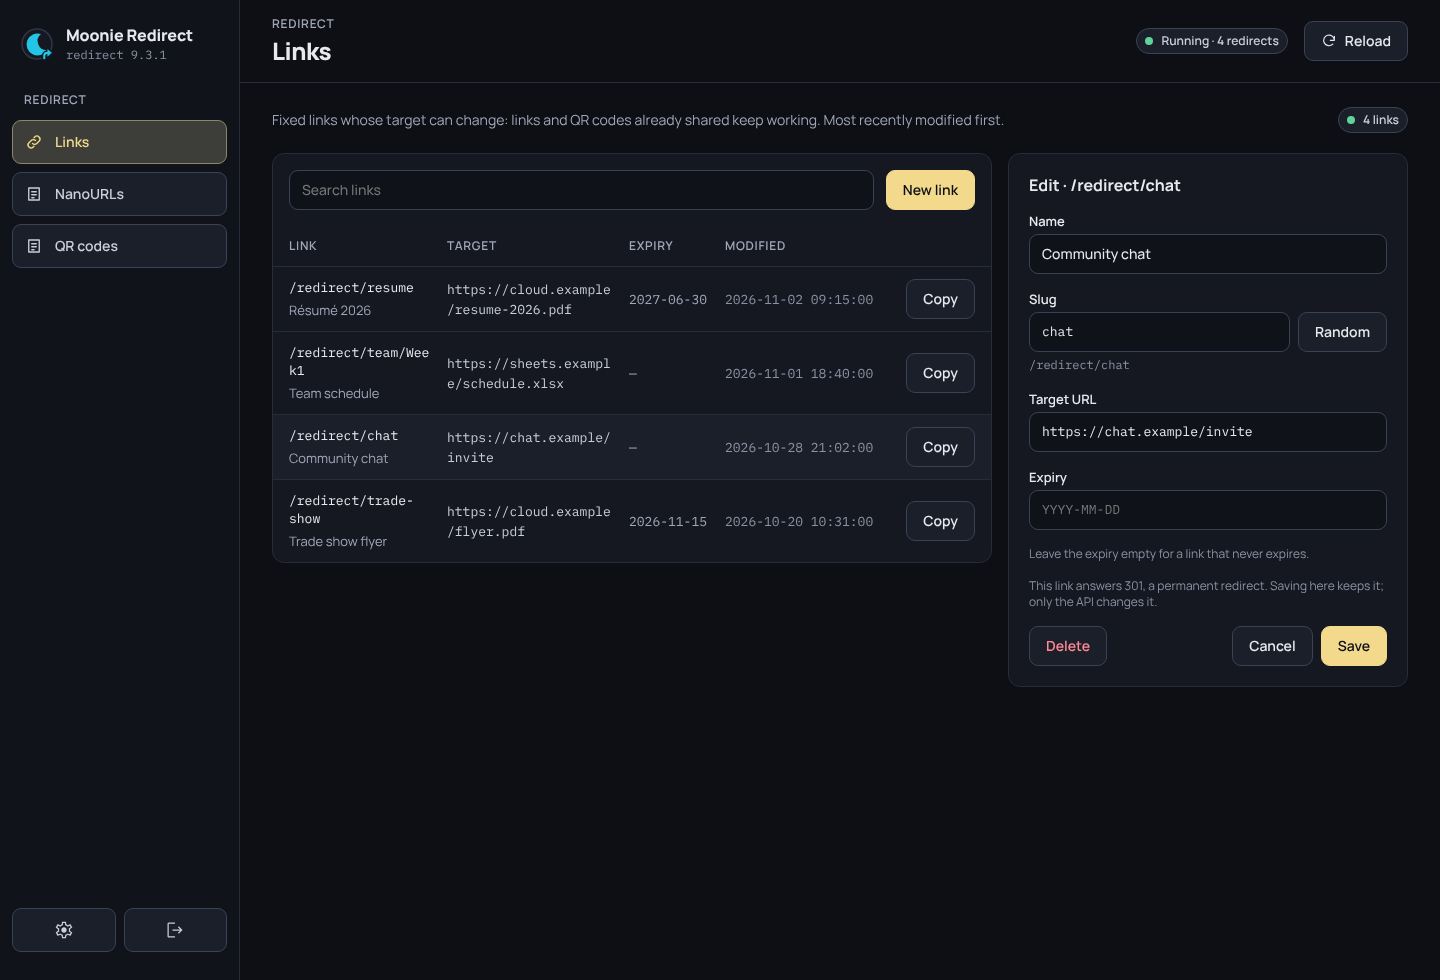 Moonie Redirect
redirect 9.3.1
REDIRECT
Links
NanoURLs
QR codes
REDIRECT
Links
Running · 4 redirects
Reload
Fixed links whose target can change: links and QR codes already shared keep working. Most recently modified first.
4 links
Search links
New link
LINK TARGET EXPIRY MODIFIED
/redirect/resume
Résumé 2026
https://cloud.example
/resume-2026.pdf
2027-06-30
2026-11-02 09:15:00
Copy
/redirect/team/Wee
k1
Team schedule
https://sheets.exampl
e/schedule.xlsx
—
2026-11-01 18:40:00
Copy
/redirect/chat
Community chat
https://chat.example/
invite
—
2026-10-28 21:02:00
Copy
/redirect/trade-
show
Trade show flyer
https://cloud.example
/flyer.pdf
2026-11-15
2026-10-20 10:31:00
Copy
Edit · /redirect/chat
Name
Community chat
Slug
chat
Random
/redirect/chat
Target URL
https://chat.example/invite
Expiry
YYYY-MM-DD
Leave the expiry empty for a link that never expires.
This link answers 301, a permanent redirect. Saving here keeps it;
only the API changes it.
Delete
Cancel
Save